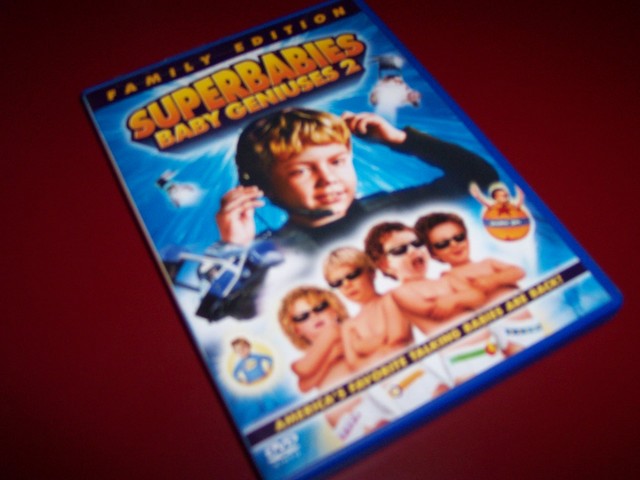 FAMILY EDITION
SUPERBABIES
BABY GENIUSES 2
AMERICA'S FAVORITE TALKING BABIES ARE BACK!
DVD